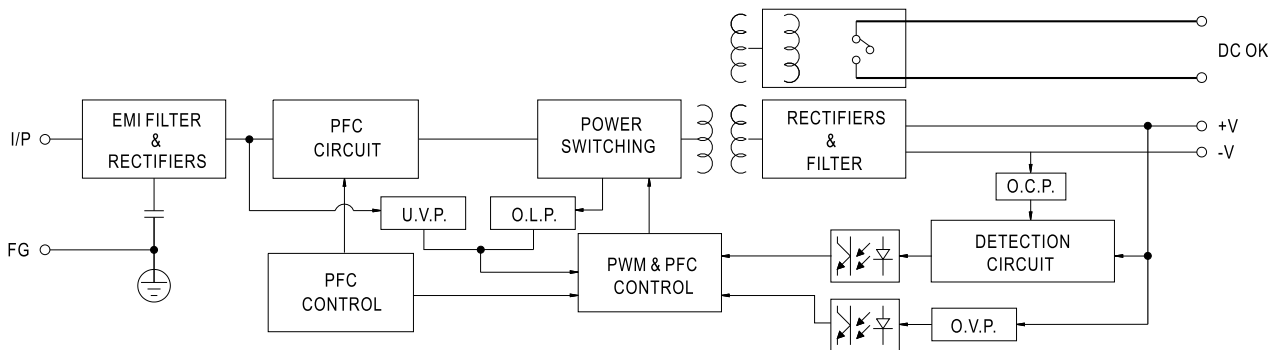 DC OK
I/P
EMI FILTER
&
RECTIFIERS
PFC
CIRCUIT
POWER
SWITCHING
RECTIFIERS
&
FILTER
+V
-V
O.C.P.
U.V.P.
O.L.P.
FG
PFC
CONTROL
PWM & PFC
CONTROL
DETECTION
CIRCUIT
O.V.P.